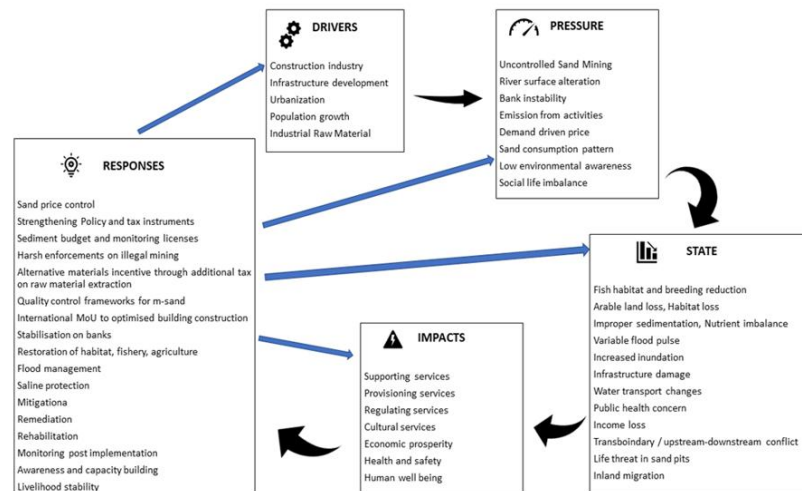 DRIVERS
Construction industry
Infrastructure development
Urbanization
Population growth
Industrial Raw Material
PRESSURE
Uncontrolled Sand Mining
River surface alteration
Bank instability
Emission from activities
Demand driven price
Sand consumption pattern
Low environmental awareness
Social life imbalance
RESPONSES
Sand price control
Strengthening Policy and tax instruments
Sediment budget and monitoring licenses
Harsh enforcements on illegal mining
Alternative materials incentive through additional tax
on raw material extraction
Quality control frameworks for m-sand
International MoU to optimised building construction
Stabilisation on banks
Restoration of habitat, fishery, agriculture
Flood management
Saline protection
Mitigationa
Remediation
Rehabilitation
Monitoring post implementation
Awareness and capacity building
Livelihood stability
STATE
Fish habitat and breeding reduction
Arable land loss, Habitat loss
Improper sedimentation, Nutrient imbalance
Variable flood pulse
Increased inundation
Infrastructure damage
Water transport changes
Public health concern
Income loss
Transboindary / upstream-downstream conflict
Life threat in sand pits
Inland migration
IMPACTS
Supporting services
Provisioning services
Regulating services
Cultural services
Economic prosperity
Health and safety
Human well being